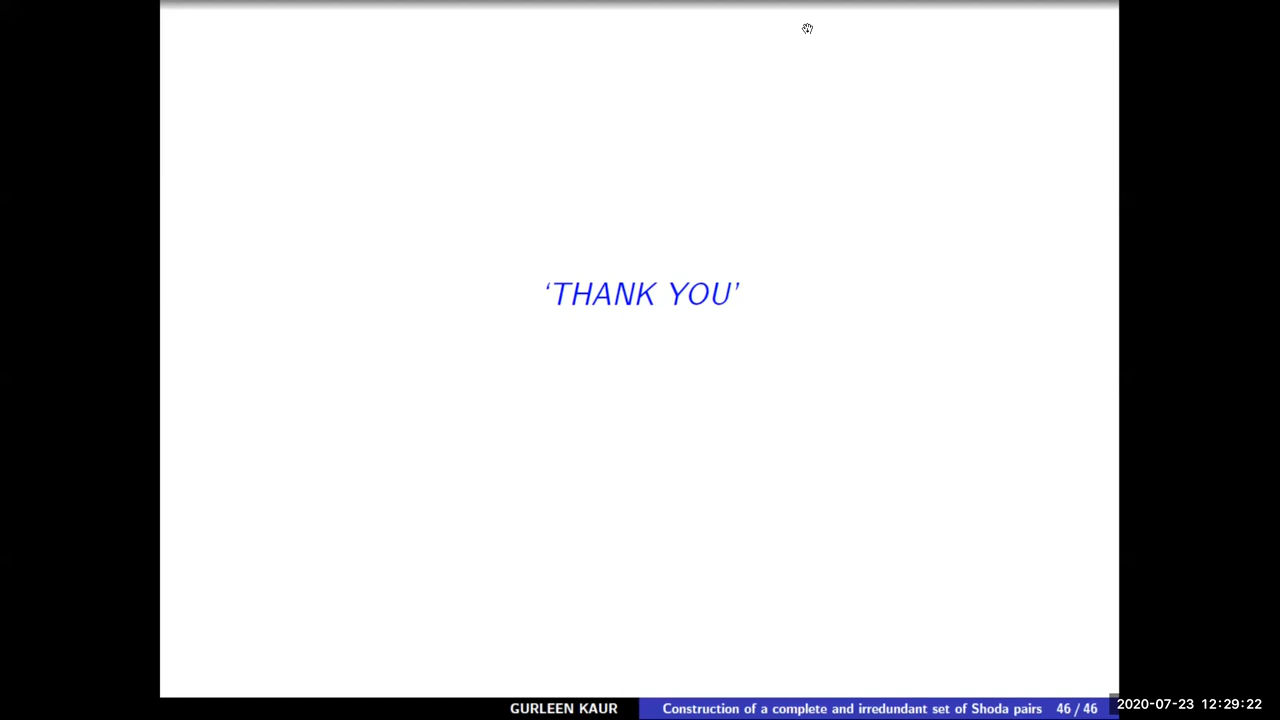 ‘THANK YOU’
GURLEEN KAUR Construction of a complete and irredundant set of Shoda pairs 46 / 46
2020-07-23 12:29:22